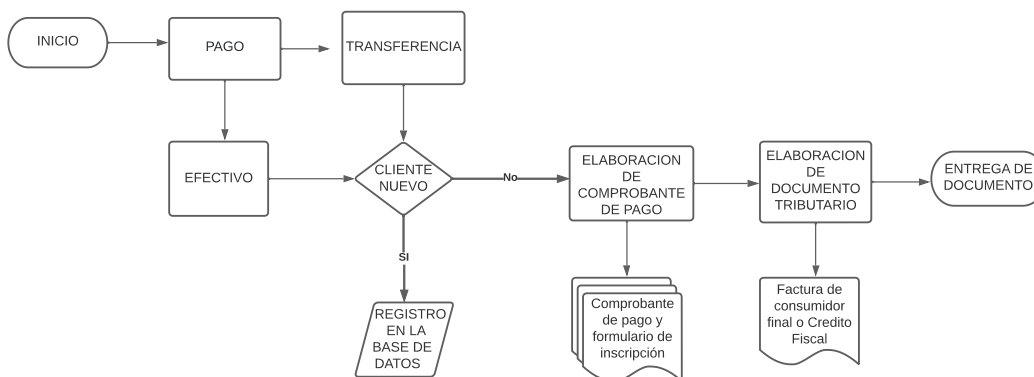 INICIO
PAGO
TRANSFERENCIA
EFECTIVO
CLIENTE
NUEVO
No
ELABORACION
DE
COMPROBANTE
DE PAGO
ELABORACION
DE
DOCUMENTO
TRIBUTARIO
ENTREGA DE
DOCUMENTO
SI
REGISTRO
EN LA
BASE DE
DATOS
Comprobante
de pago y
formulario de
inscripción
Factura de
consumidor
final o Credito
Fiscal